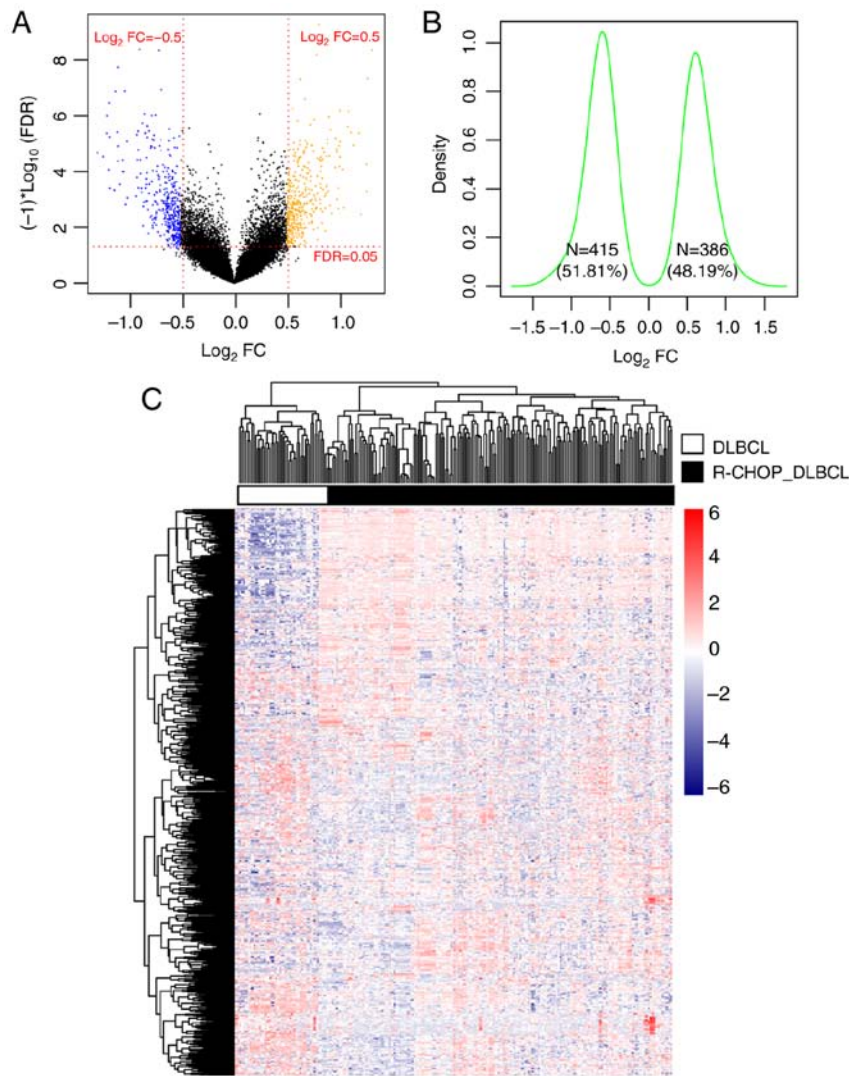 A
Log₂ FC=−0.5
Log₂ FC=0.5
(−1)*Log₁₀ (FDR)
8
6
4
2
0
FDR=0.05
−1.0 −0.5 0.0 0.5 1.0
Log₂ FC
B
Density
1.0
0.8
0.6
0.4
0.2
0.0
N=415
(51.81%)
N=386
(48.19%)
−1.5 −1.0 −0.5 0.0 0.5 1.0 1.5
Log₂ FC
C
DLBCL
R-CHOP_DLBCL
6
4
2
0
−2
−4
−6